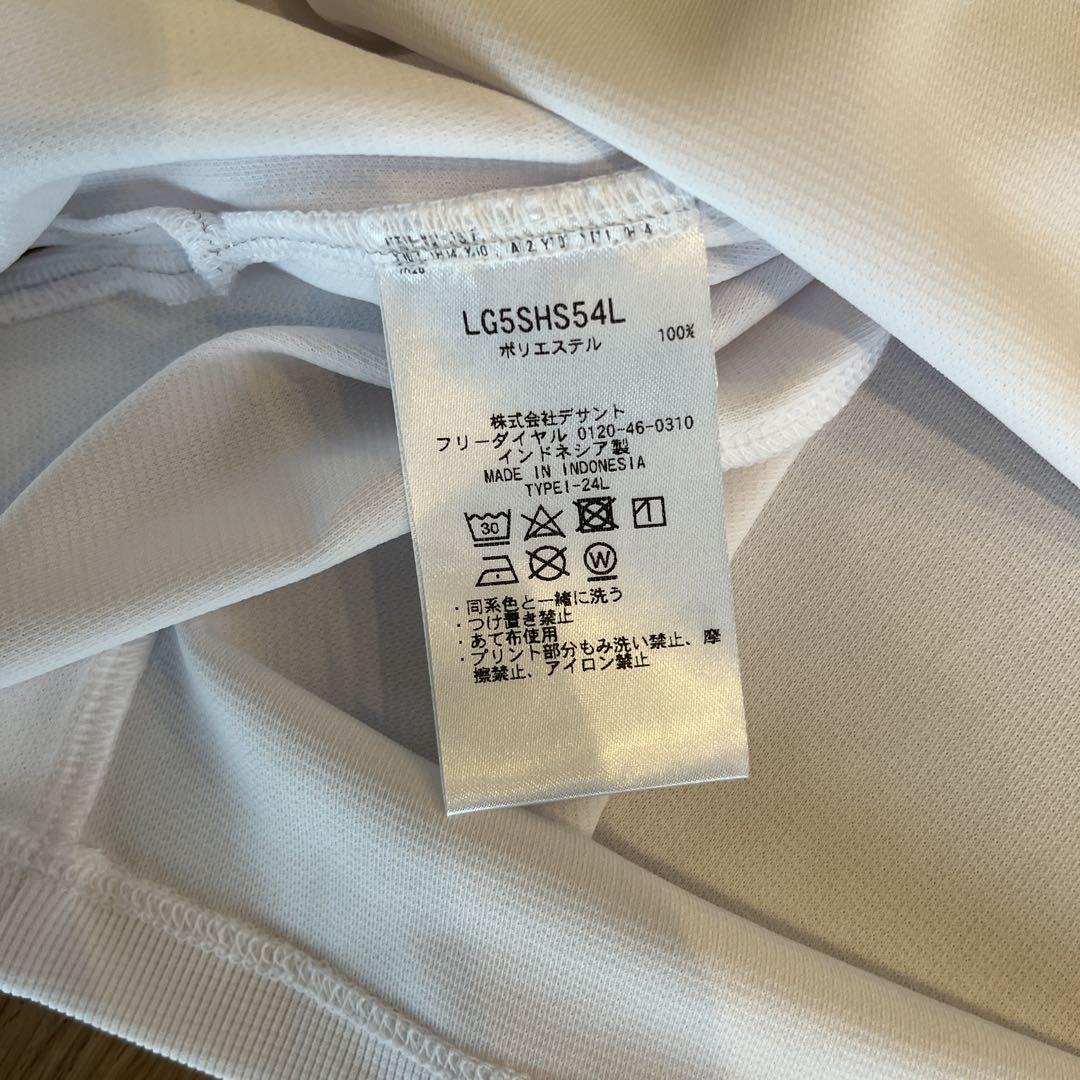 LG5SHS54L
ポリエステル 100%
株式会社デサント
フリーダイヤル 0120-46-0310
インドネシア製
MADE IN INDONESIA
TYPEI-24L
30
W
・同系色と一緒に洗う
・つけ置き禁止
・あて布使用
・プリント部分もみ洗い禁止、摩
擦禁止、アイロン禁止